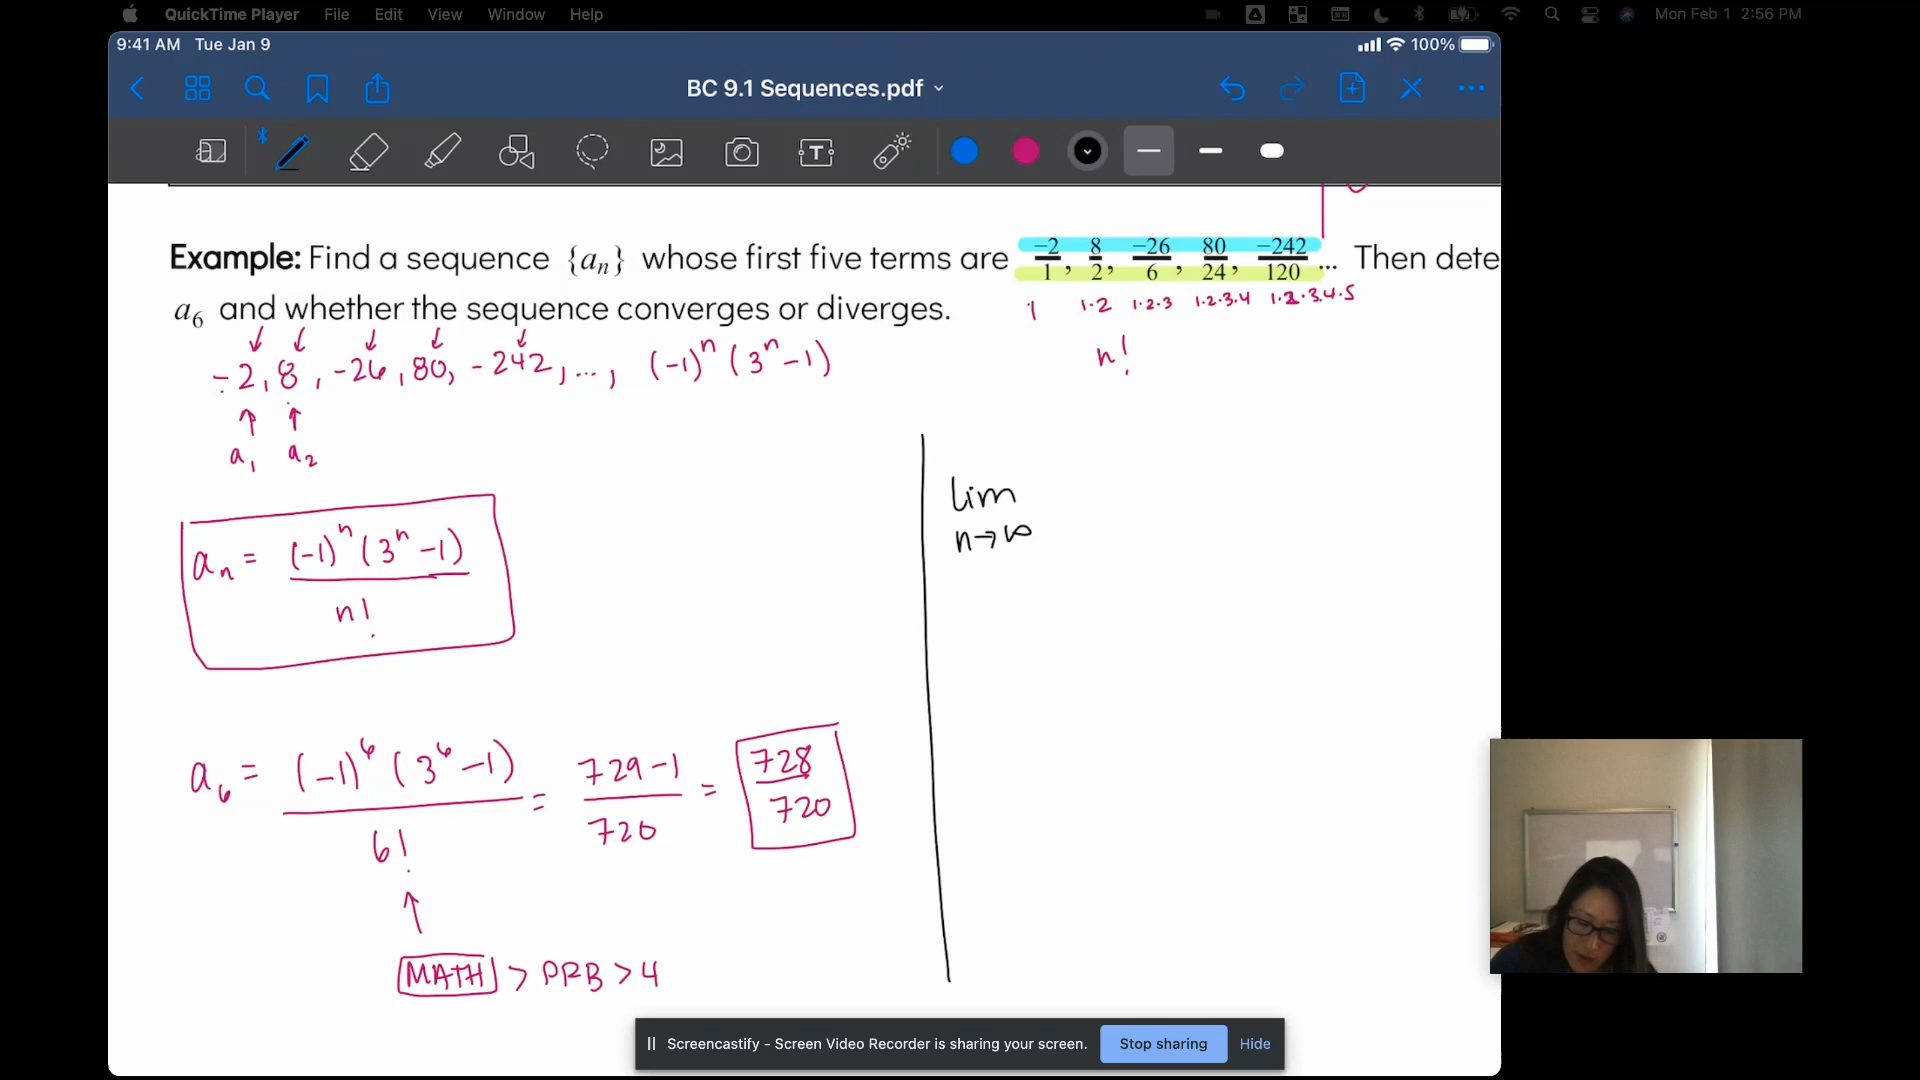 QuickTime Player File Edit View Window Help Mon Feb 1 2:56 PM
9:41 AM Tue Jan 9 100%
BC 9.1 Sequences.pdf
Example: Find a sequence {aₙ} whose first five terms are −2/1, 8/2, −26/6, 80/24, −242/120 ... Then dete
a₆ and whether the sequence converges or diverges.
1 1·2 1·2·3 1·2·3·4 1·2·3·4·5
-2, 8, -26, 80, -242, ..., (-1)ⁿ(3ⁿ-1)
n!
a₁ a₂
lim
n→∞
aₙ = (-1)ⁿ(3ⁿ-1) / n!
a₆ = (-1)⁶(3⁶-1) / 6! = 729-1 / 720 = 728 / 720
MATH > PRB > 4
Screencastify - Screen Video Recorder is sharing your screen. Stop sharing Hide